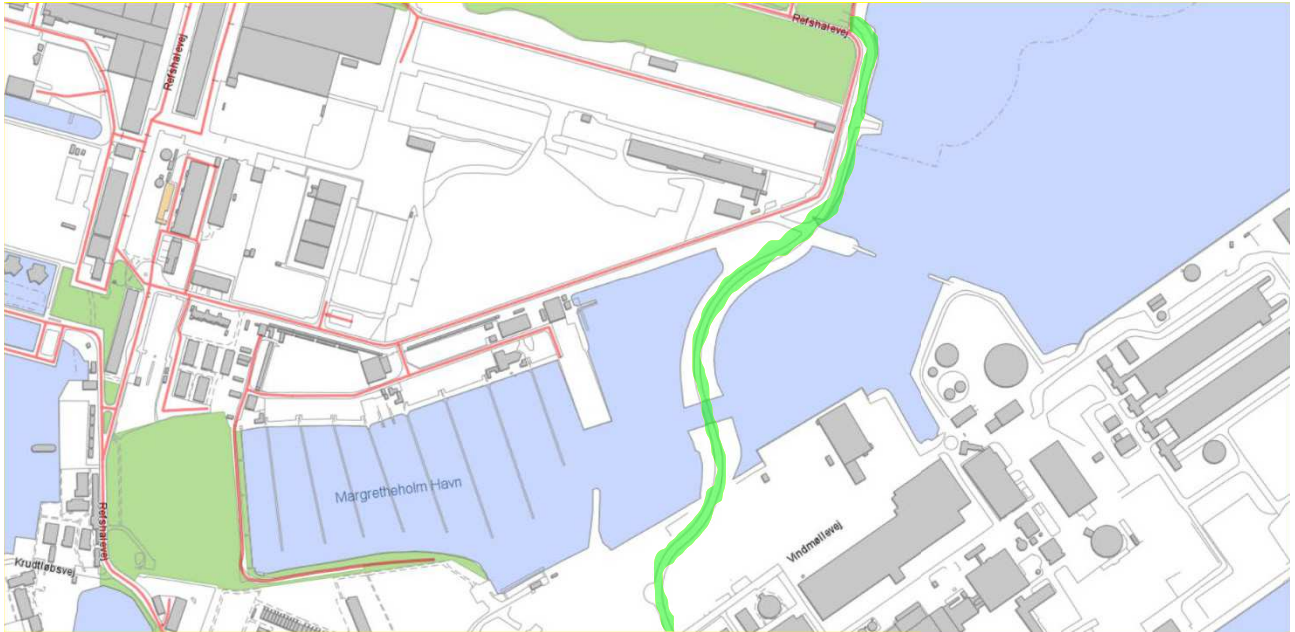 Refshalevej
Refshalevej
Margretheholm Havn
Refshalevej
Vindmøllevej
Krudtløbsvej